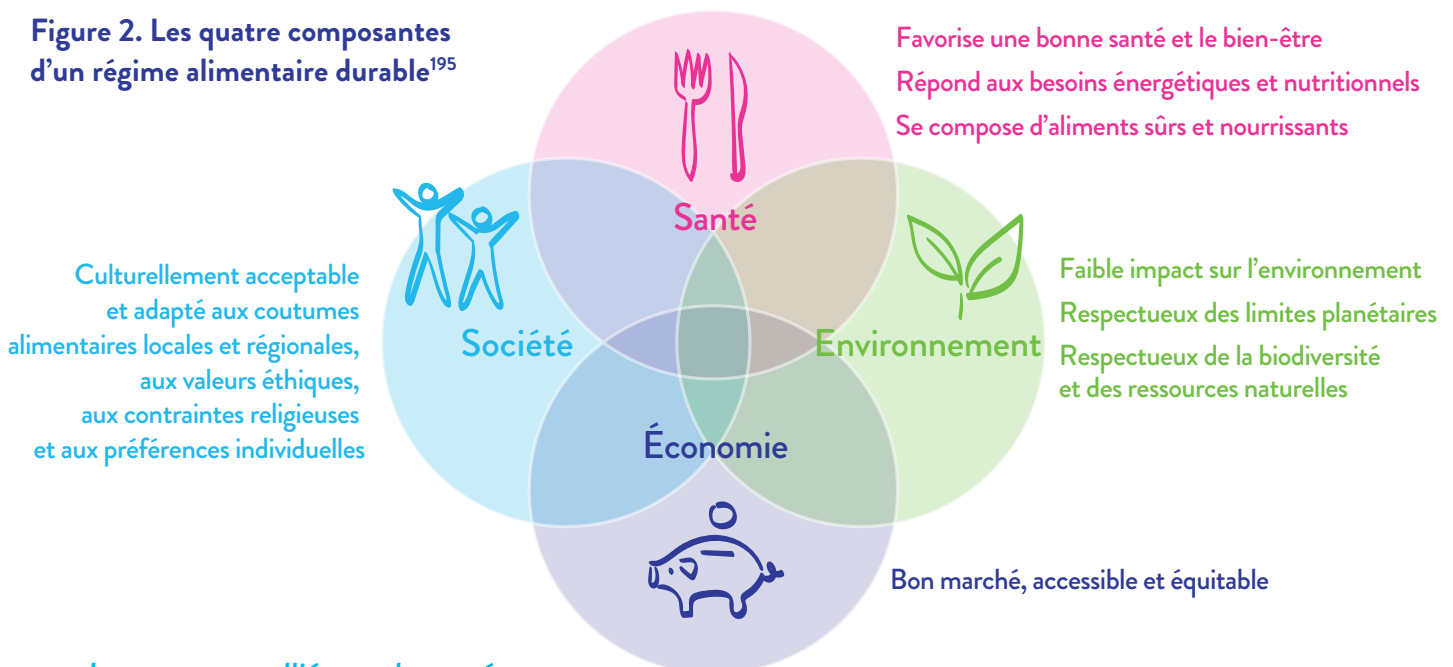 Figure 2. Les quatre composantes
d'un régime alimentaire durable195
Favorise une bonne santé et le bien-être
Répond aux besoins énergétiques et nutritionnels
Se compose d'aliments sûrs et nourrissants
Santé
Culturellement acceptable
et adapté aux coutumes
alimentaires locales et régionales,
aux valeurs éthiques,
aux contraintes religieuses
et aux préférences individuelles
Société
Environnement
Faible impact sur l'environnement
Respectueux des limites planétaires
Respectueux de la biodiversité
et des ressources naturelles
Économie
Bon marché, accessible et équitable